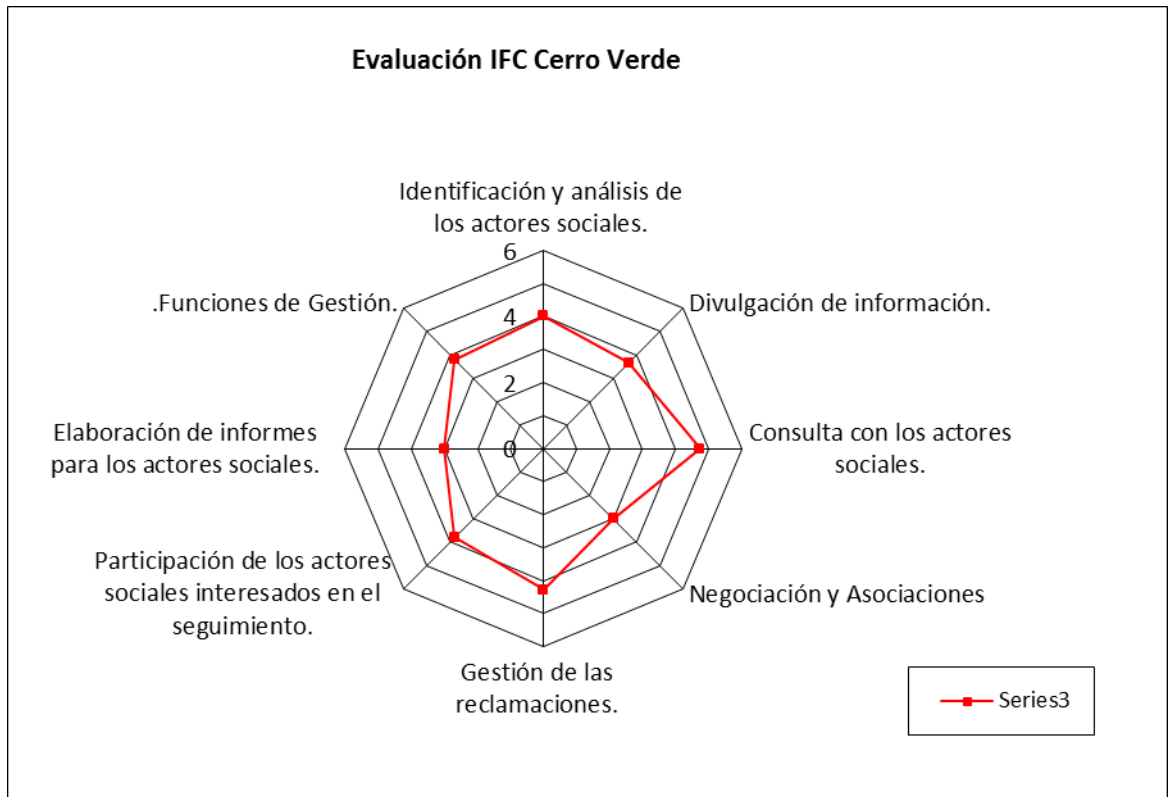 Evaluación IFC Cerro Verde
Identificación y análisis de
los actores sociales.
6
4
2
0
Divulgación de información.
Consulta con los actores
sociales.
Negociación y Asociaciones
Gestión de las
reclamaciones.
Participación de los actores
sociales interesados en el
seguimiento.
Elaboración de informes
para los actores sociales.
.Funciones de Gestión.
Series3